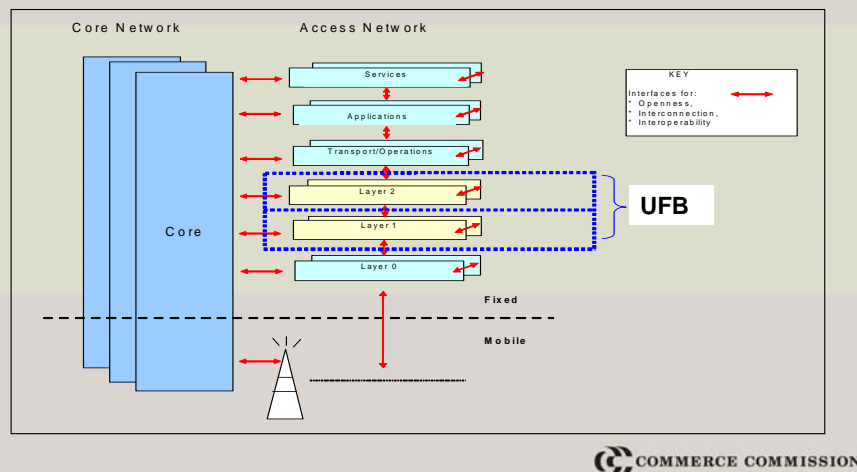 Core Network
Access Network
Services
Applications
Transport/Operations
Layer 2
Layer 1
Layer 0
Core
UFB
KEY
Interfaces for:
* Openness,
* Interconnection,
* Interoperability
Fixed
Mobile
COMMERCE COMMISSION